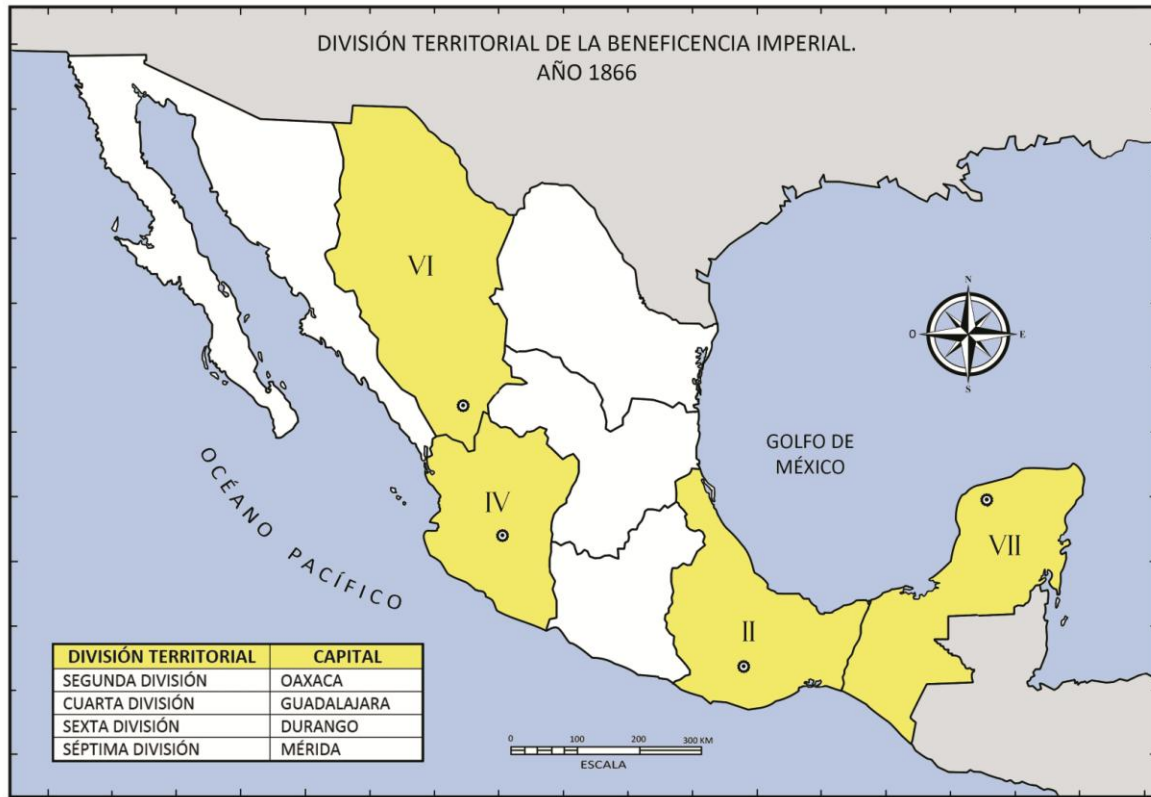 DIVISIÓN TERRITORIAL DE LA BENEFICENCIA IMPERIAL.
AÑO 1866
VI
N
O E
S
GOLFO DE
MÉXICO
OCÉANO PACÍFICO
IV
VII
II
DIVISIÓN TERRITORIAL CAPITAL
SEGUNDA DIVISIÓN OAXACA
CUARTA DIVISIÓN GUADALAJARA
SEXTA DIVISIÓN DURANGO
SÉPTIMA DIVISIÓN MÉRIDA
0 100 200 300 KM
ESCALA